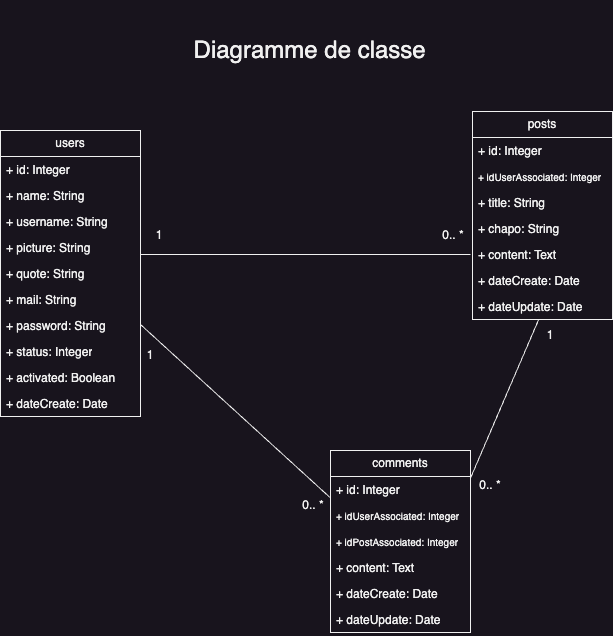 Diagramme de classe
users
+ id: Integer
+ name: String
+ username: String
+ picture: String
+ quote: String
+ mail: String
+ password: String
+ status: Integer
+ activated: Boolean
+ dateCreate: Date
posts
+ id: Integer
+ idUserAssociated: Integer
+ title: String
+ chapo: String
+ content: Text
+ dateCreate: Date
+ dateUpdate: Date
1
0.. *
1
0.. *
1
0.. *
comments
+ id: Integer
+ idUserAssociated: Integer
+ idPostAssociated: Integer
+ content: Text
+ dateCreate: Date
+ dateUpdate: Date